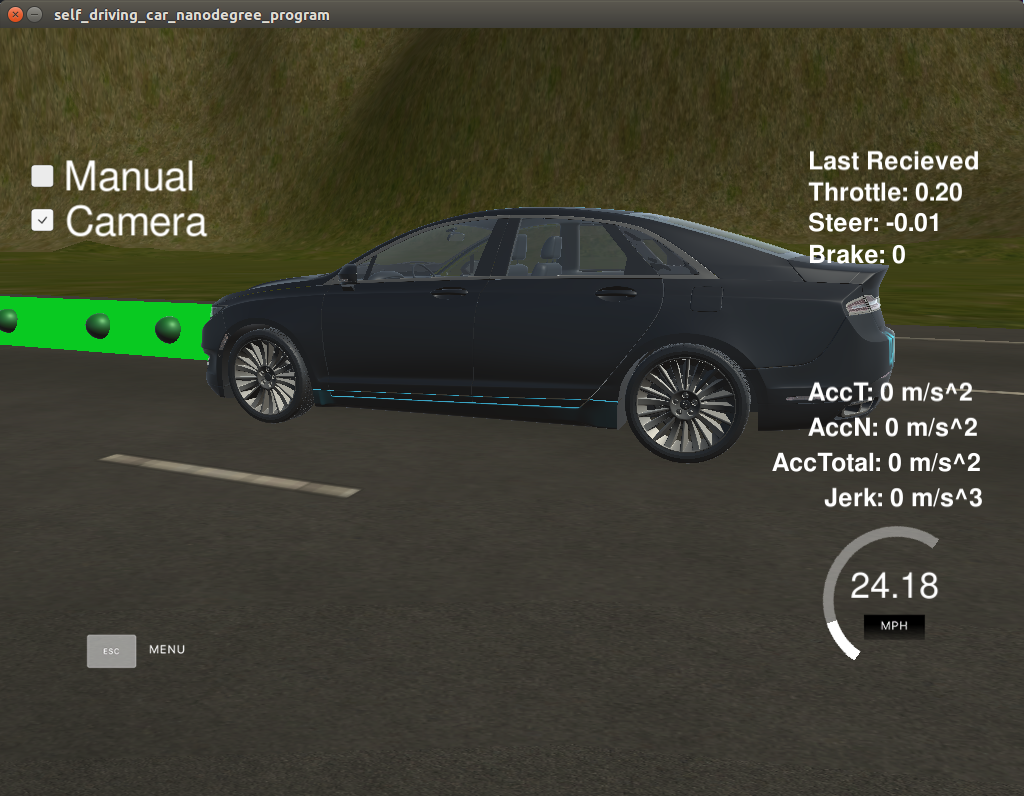 self_driving_car_nanodegree_program
Manual
Camera
Last Recieved
Throttle: 0.20
Steer: -0.01
Brake: 0
AccT: 0 m/s^2
AccN: 0 m/s^2
AccTotal: 0 m/s^2
Jerk: 0 m/s^3
24.18
MPH
ESC MENU